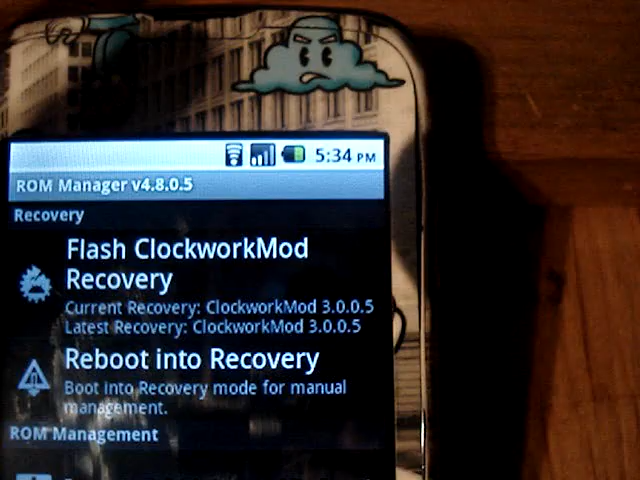 5:34 PM
ROM Manager v4.8.0.5
Recovery
Flash ClockworkMod
Recovery
Current Recovery: ClockworkMod 3.0.0.5
Latest Recovery: ClockworkMod 3.0.0.5
Reboot into Recovery
Boot into Recovery mode for manual
management.
ROM Management